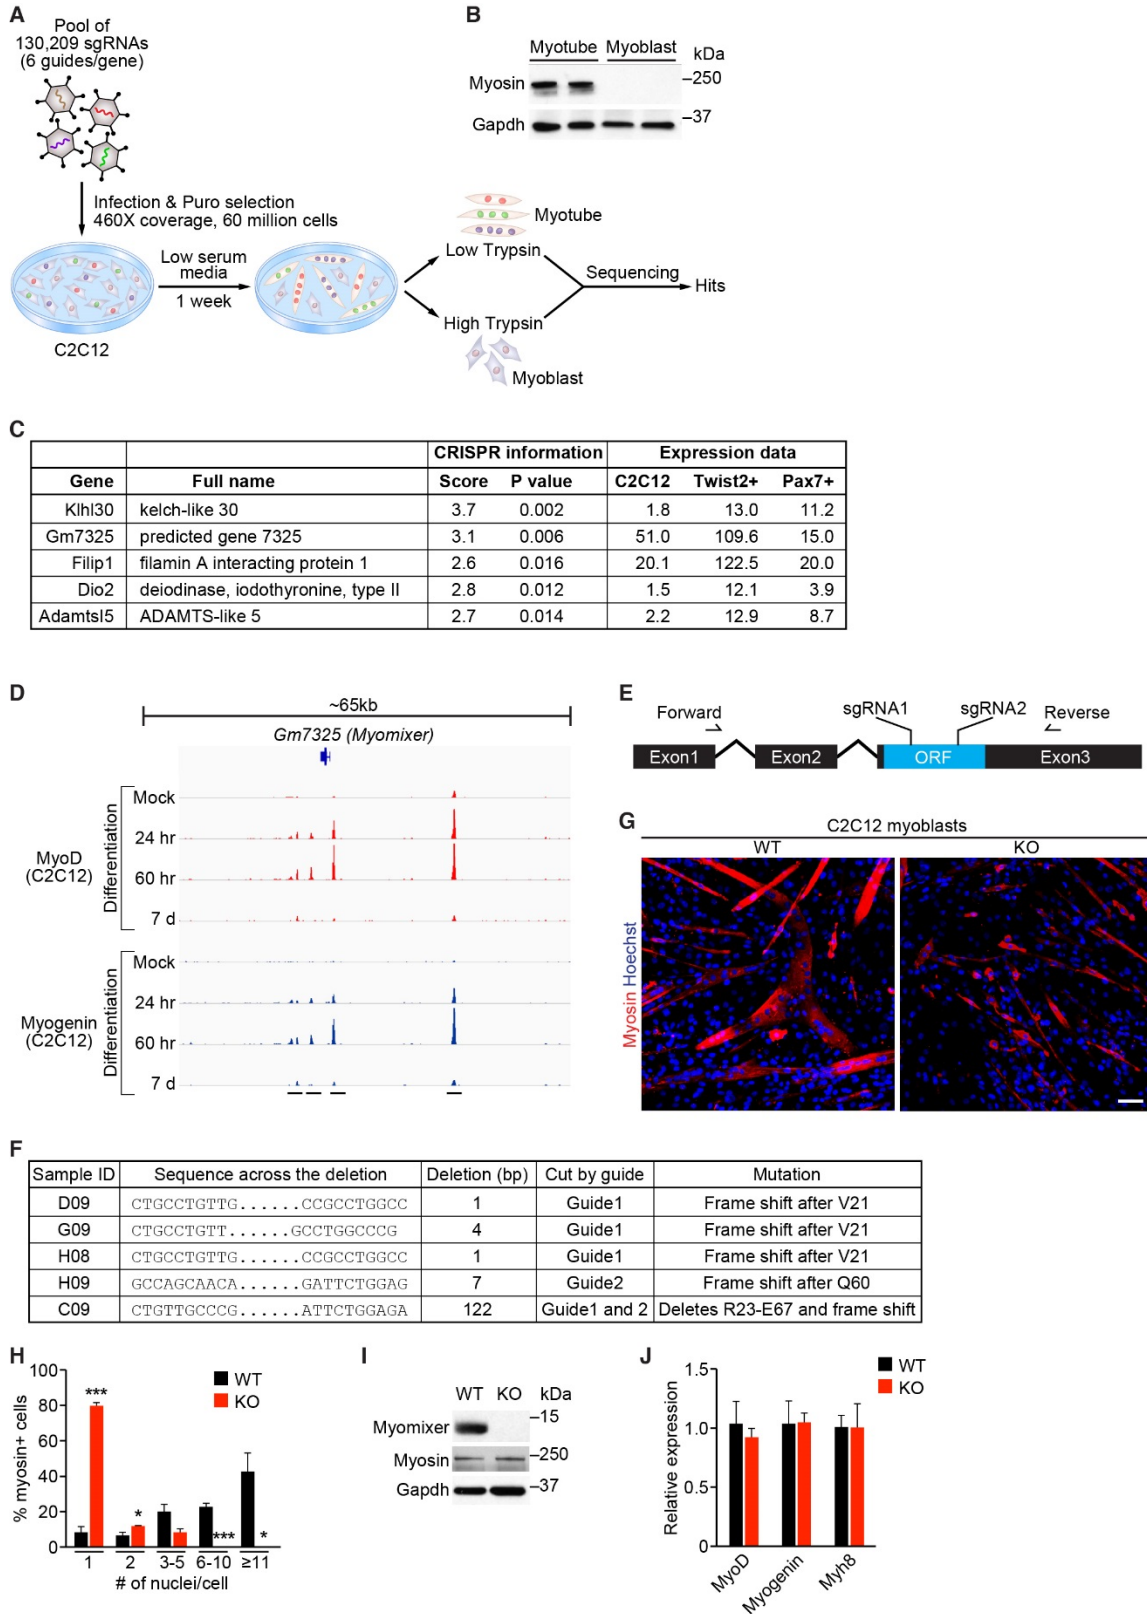 A
Pool of
130,209 sgRNAs
(6 guides/gene)
Infection & Puro selection
460X coverage, 60 million cells
Low serum
media
1 week
C2C12
Myotube
Low Trypsin
High Trypsin
Myoblast
Sequencing
Hits
B
Myotube Myoblast
kDa
Myosin
–250
Gapdh
–37
C
CRISPR information Expression data
Gene Full name Score P value C2C12 Twist2+ Pax7+
Klhl30 kelch-like 30 3.7 0.002 1.8 13.0 11.2
Gm7325 predicted gene 7325 3.1 0.006 51.0 109.6 15.0
Filip1 filamin A interacting protein 1 2.6 0.016 20.1 122.5 20.0
Dio2 deiodinase, iodothyronine, type II 2.8 0.012 1.5 12.1 3.9
Adamtsl5 ADAMTS-like 5 2.7 0.014 2.2 12.9 8.7
D
~65kb
Gm7325 (Myomixer)
MyoD
(C2C12)
Differentiation
Mock
24 hr
60 hr
7 d
Myogenin
(C2C12)
Differentiation
Mock
24 hr
60 hr
7 d
E
Forward
sgRNA1
sgRNA2
Reverse
Exon1 Exon2 ORF Exon3
G
C2C12 myoblasts
WT KO
Myosin Hoechst
F
Sample ID Sequence across the deletion Deletion (bp) Cut by guide Mutation
D09 CTGCCTGTTG......CCGCCTGGCC 1 Guide1 Frame shift after V21
G09 CTGCCTGTT......GCCTGGCCCG 4 Guide1 Frame shift after V21
H08 CTGCCTGTTG......CCGCCTGGCC 1 Guide1 Frame shift after V21
H09 GCCAGCAACA......GATTCTGGAG 7 Guide2 Frame shift after Q60
C09 CTGTTGCCCG......ATTCTGGAGA 122 Guide1 and 2 Deletes R23-E67 and frame shift
H
% myosin+ cells
100
80
60
40
20
0
WT
KO
***
*
***
*
1 2 3-5 6-10 ≥11
# of nuclei/cell
I
WT KO kDa
Myomixer
–15
Myosin
–250
Gapdh
–37
J
WT
KO
Relative expression
1.5
1.0
0.5
0
MyoD
Myogenin
Myh8